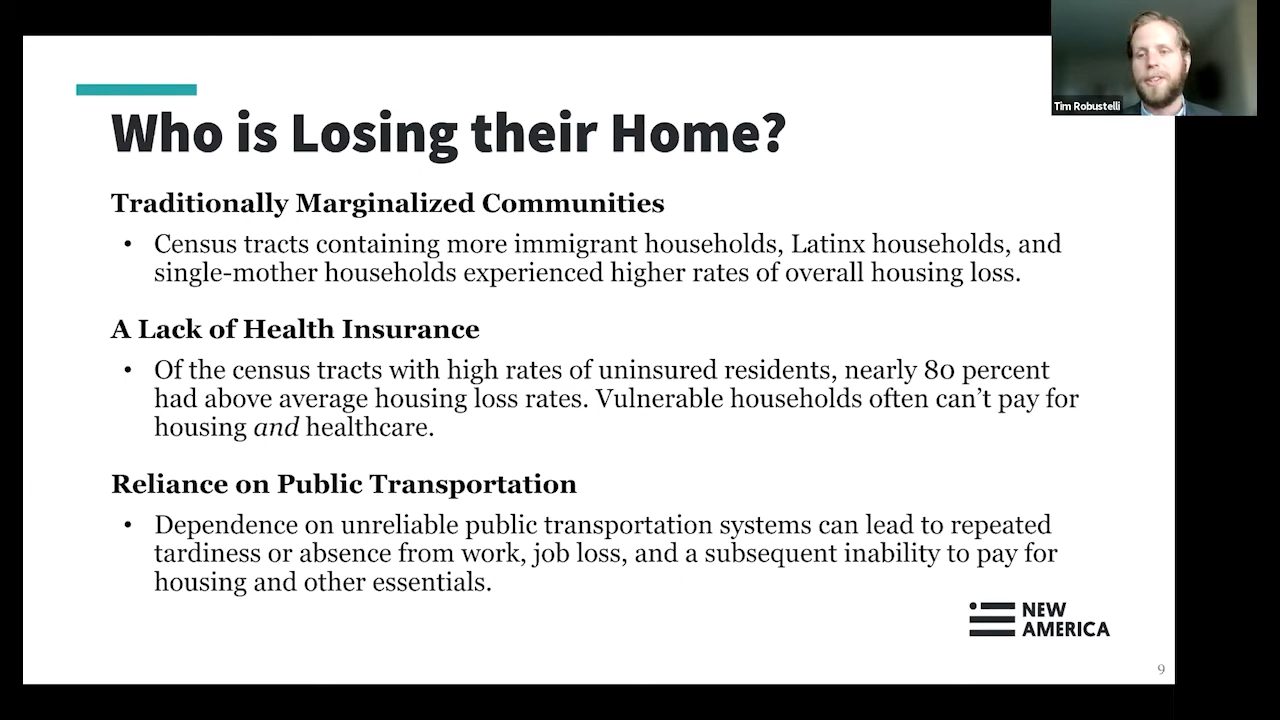 Tim Robustelli
Who is Losing their Home?
Traditionally Marginalized Communities
• Census tracts containing more immigrant households, Latinx households, and
single-mother households experienced higher rates of overall housing loss.
A Lack of Health Insurance
• Of the census tracts with high rates of uninsured residents, nearly 80 percent
had above average housing loss rates. Vulnerable households often can’t pay for
housing and healthcare.
Reliance on Public Transportation
• Dependence on unreliable public transportation systems can lead to repeated
tardiness or absence from work, job loss, and a subsequent inability to pay for
housing and other essentials.
NEW
AMERICA
9